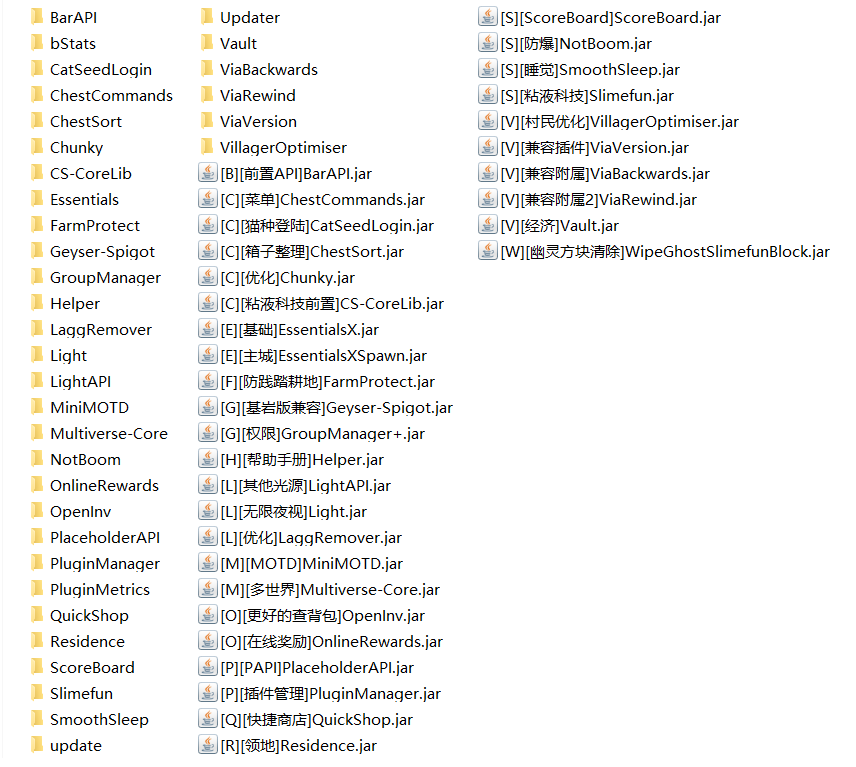 BarAPI
bStats
CatSeedLogin
ChestCommands
ChestSort
Chunky
CS-CoreLib
Essentials
FarmProtect
Geyser-Spigot
GroupManager
Helper
LaggRemover
Light
LightAPI
MiniMOTD
Multiverse-Core
NotBoom
OnlineRewards
OpenInv
PlaceholderAPI
PluginManager
PluginMetrics
QuickShop
Residence
ScoreBoard
Slimefun
SmoothSleep
update
Updater
Vault
ViaBackwards
ViaRewind
ViaVersion
VillagerOptimiser
[B][前置API]BarAPI.jar
[C][菜单]ChestCommands.jar
[C][猫种登陆]CatSeedLogin.jar
[C][箱子整理]ChestSort.jar
[C][优化]Chunky.jar
[C][粘液科技前置]CS-CoreLib.jar
[E][基础]EssentialsX.jar
[E][主城]EssentialsXSpawn.jar
[F][防践踏耕地]FarmProtect.jar
[G][基岩版兼容]Geyser-Spigot.jar
[G][权限]GroupManager+.jar
[H][帮助手册]Helper.jar
[L][其他光源]LightAPI.jar
[L][无限夜视]Light.jar
[L][优化]LaggRemover.jar
[M][MOTD]MiniMOTD.jar
[M][多世界]Multiverse-Core.jar
[O][更好的查背包]OpenInv.jar
[O][在线奖励]OnlineRewards.jar
[P][PAPI]PlaceholderAPI.jar
[P][插件管理]PluginManager.jar
[Q][快捷商店]QuickShop.jar
[R][领地]Residence.jar
[S][ScoreBoard]ScoreBoard.jar
[S][防爆]NotBoom.jar
[S][睡觉]SmoothSleep.jar
[S][粘液科技]Slimefun.jar
[V][村民优化]VillagerOptimiser.jar
[V][兼容插件]ViaVersion.jar
[V][兼容附属]ViaBackwards.jar
[V][兼容附属2]ViaRewind.jar
[V][经济]Vault.jar
[W][幽灵方块清除]WipeGhostSlimefunBlock.jar